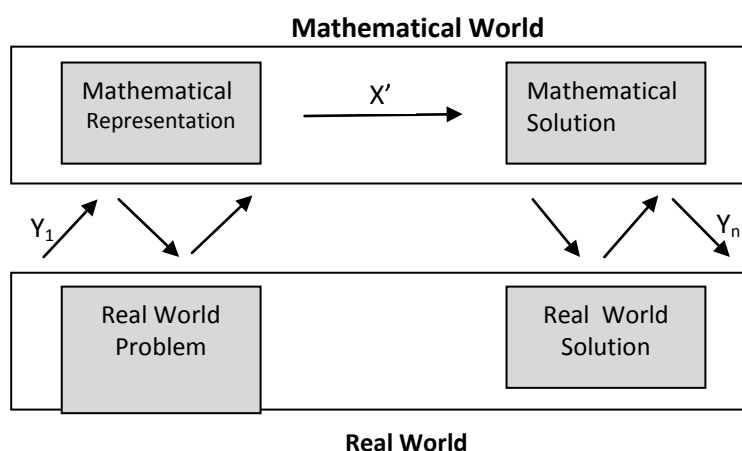 Mathematical World
Mathematical
Representation
X’
Mathematical
Solution
Y1
Yn
Real World
Problem
Real World
Solution
Real World